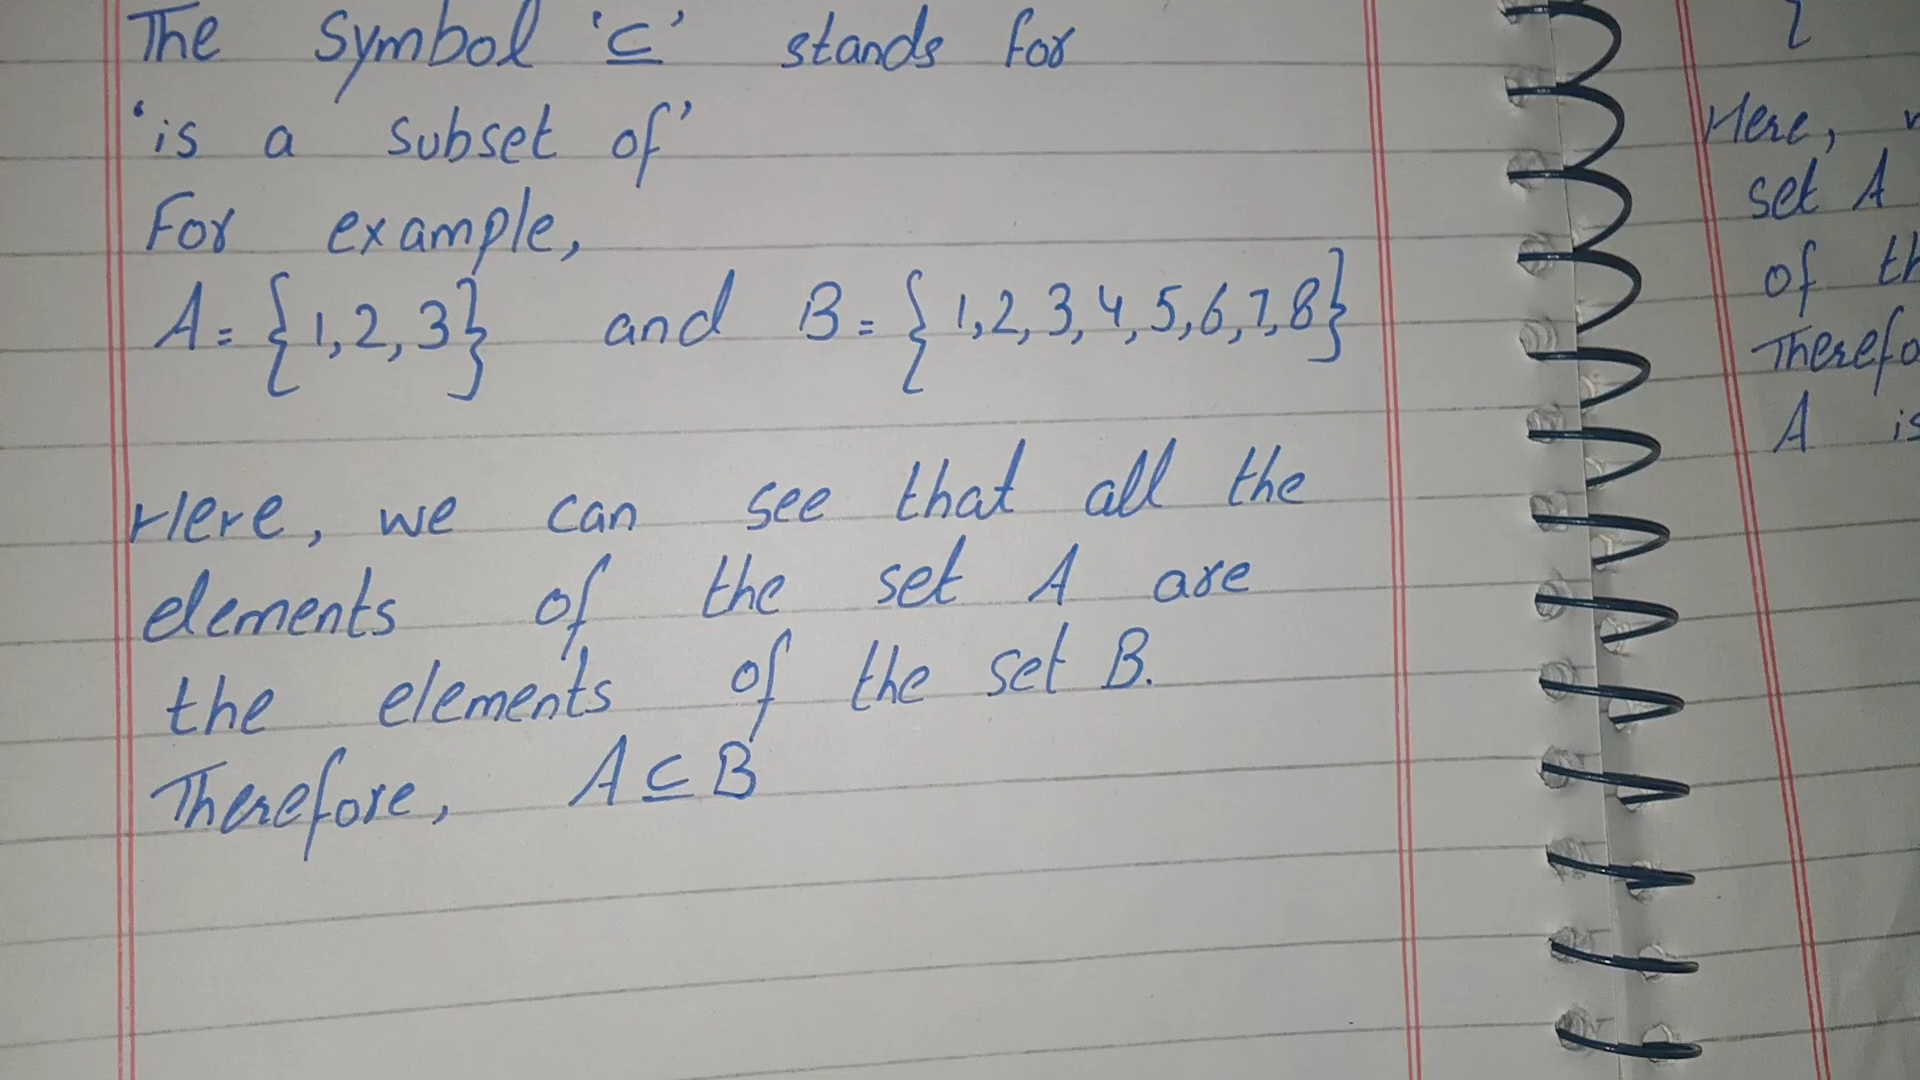 The Symbol '⊆' stands for
'is a subset of'
For example,
A = {1,2,3} and B = {1,2,3,4,5,6,7,8}
Here, we can see that all the
elements of the set A are
the elements of the set B.
Therefore, A ⊆ B
Here,
set A
of
A is